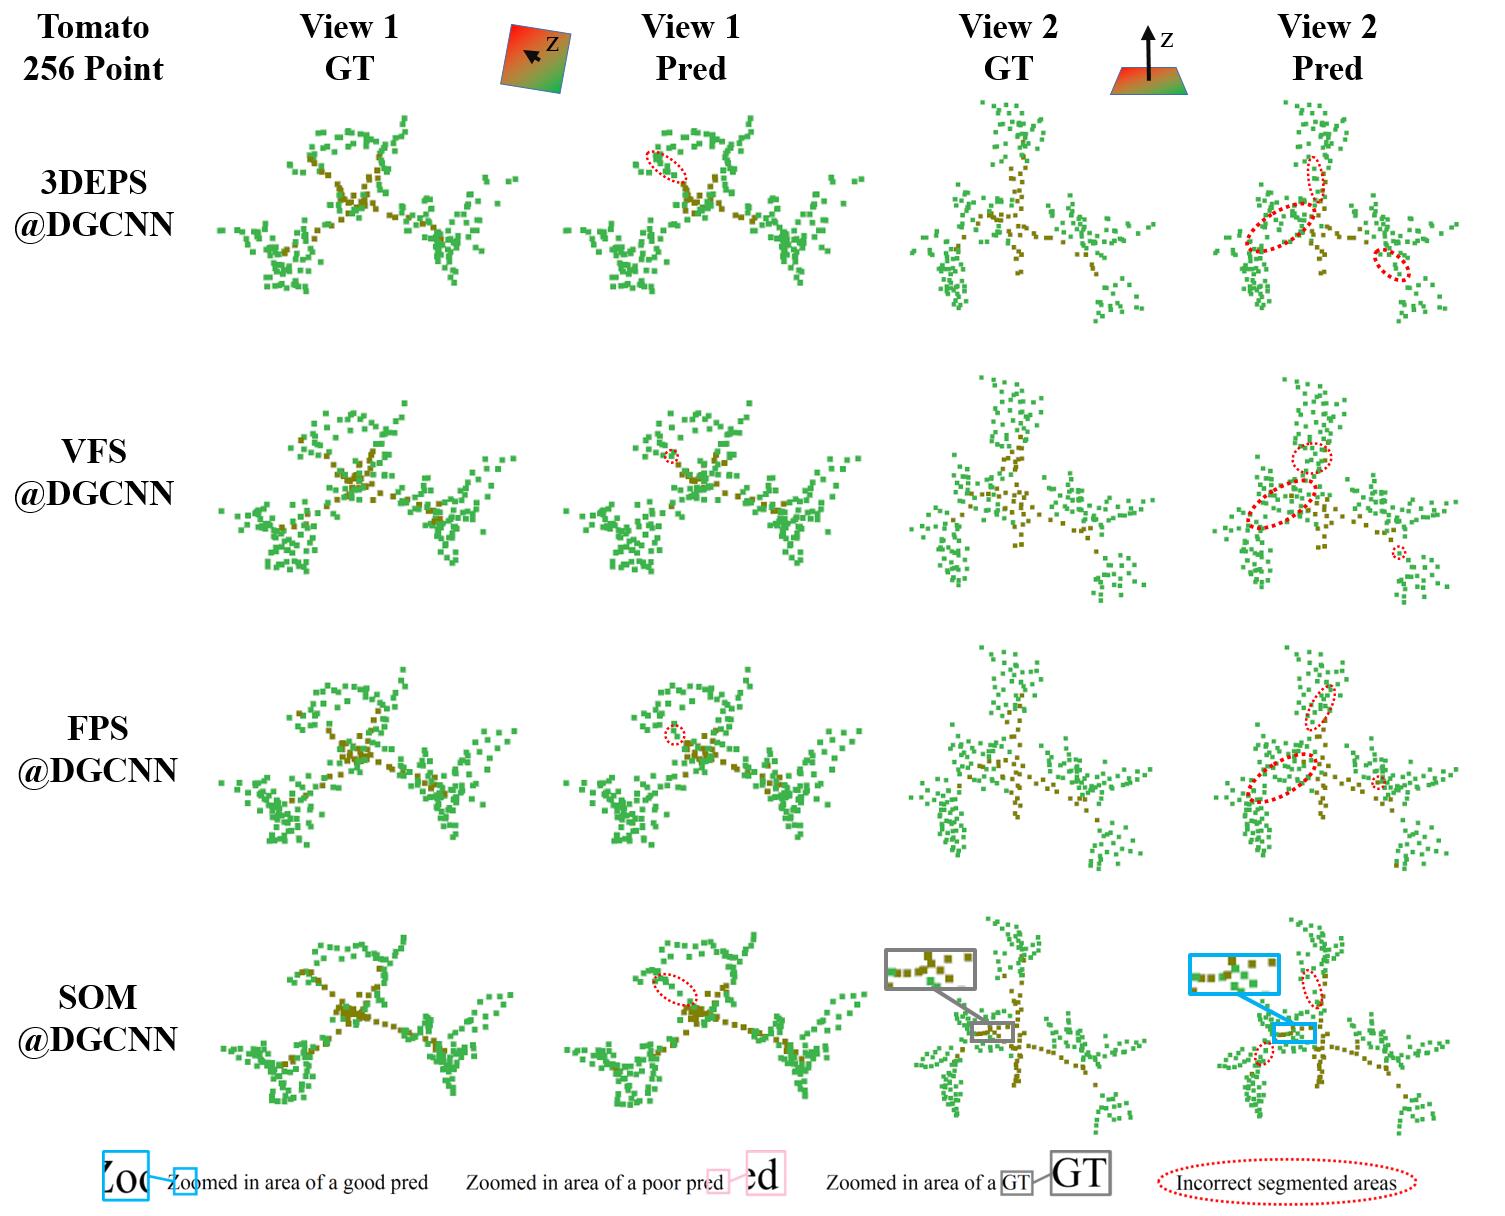 Tomato
256 Point
View 1
GT
z
View 1
Pred
View 2
GT
z
View 2
Pred
3DEPS
@DGCNN
VFS
@DGCNN
FPS
@DGCNN
SOM
@DGCNN
Zoo
Zoomed in area of a good pred
Zoomed in area of a poor pred
ed
Zoomed in area of a GT
GT
Incorrect segmented areas